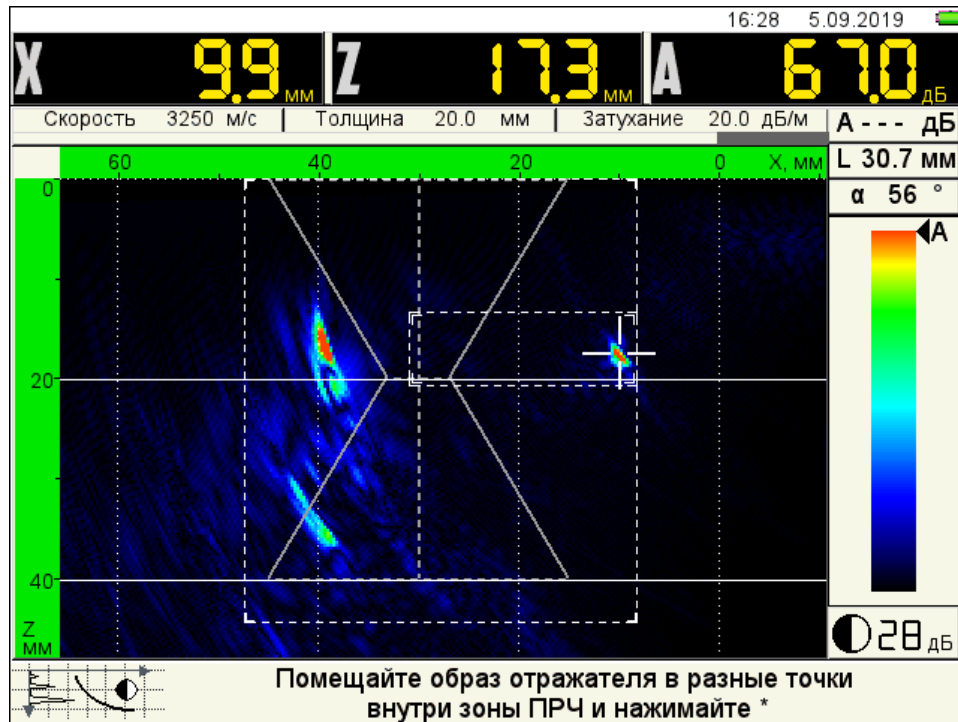 16:28 5.09.2019
X 9.9 мм Z 17.3 мм A 67.0 дБ
Скорость 3250 м/с Толщина 20.0 мм Затухание 20.0 дБ/м A - - - дБ
60 40 20 0 X, мм
L 30.7 мм
α 56 °
0
A
20
40
Z
мм
28 дБ
Помещайте образ отражателя в разные точки
внутри зоны ПРЧ и нажимайте *